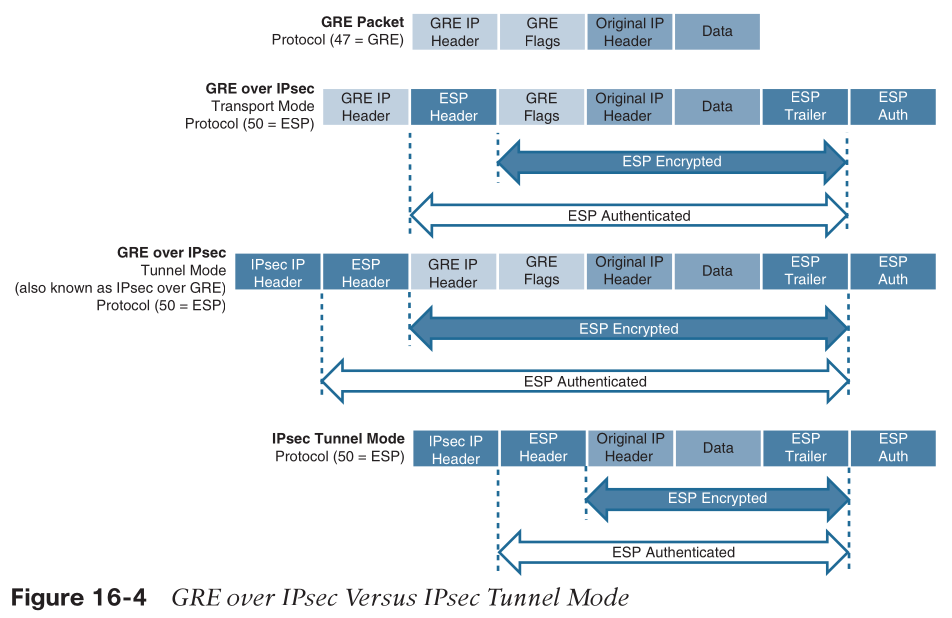 GRE Packet
Protocol (47 = GRE)
GRE IP
Header
GRE
Flags
Original IP
Header
Data
GRE over IPsec
Transport Mode
Protocol (50 = ESP)
GRE IP
Header
ESP
Header
GRE
Flags
Original IP
Header
Data
ESP
Trailer
ESP
Auth
ESP Encrypted
ESP Authenticated
GRE over IPsec
Tunnel Mode
(also known as IPsec over GRE)
Protocol (50 = ESP)
IPsec IP
Header
ESP
Header
GRE IP
Header
GRE
Flags
Original IP
Header
Data
ESP
Trailer
ESP
Auth
ESP Encrypted
ESP Authenticated
IPsec Tunnel Mode
Protocol (50 = ESP)
IPsec IP
Header
ESP
Header
Original IP
Header
Data
ESP
Trailer
ESP
Auth
ESP Encrypted
ESP Authenticated
Figure 16-4 GRE over IPsec Versus IPsec Tunnel Mode